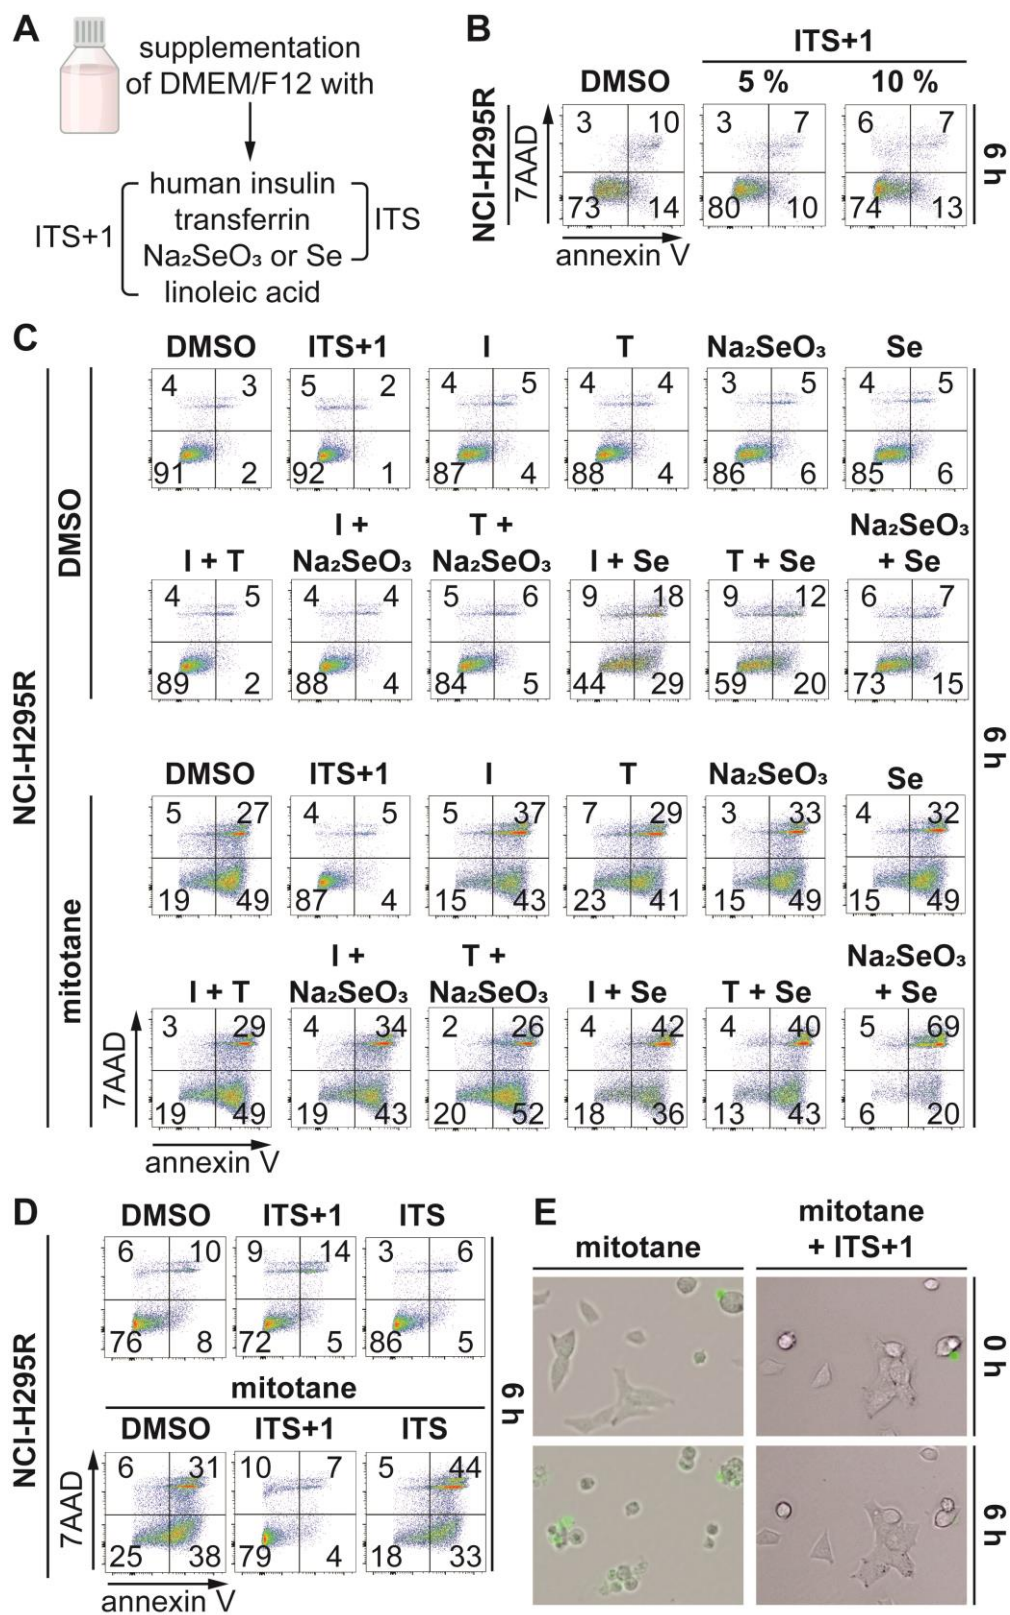 A
supplementation
of DMEM/F12 with
human insulin
transferrin
Na₂SeO₃ or Se
linoleic acid
ITS+1
ITS
B
ITS+1
DMSO 5 % 10 %
NCI-H295R
7AAD
3 10 3 7 6 7
73 14 80 10 74 13
annexin V
6 h
C
DMSO ITS+1 I T Na₂SeO₃ Se
4 3 5 2 4 5 4 4 3 5 4 5
91 2 92 1 87 4 88 4 86 6 85 6
I + T + Na₂SeO₃
I + T Na₂SeO₃ Na₂SeO₃ I + Se T + Se + Se
4 5 4 4 5 6 9 18 9 12 6 7
89 2 88 4 84 5 44 29 59 20 73 15
DMSO
NCI-H295R
6 h
DMSO ITS+1 I T Na₂SeO₃ Se
5 27 4 5 5 37 7 29 3 33 4 32
19 49 87 4 15 43 23 41 15 49 15 49
mitotane
I + T + Na₂SeO₃
I + T Na₂SeO₃ Na₂SeO₃ I + Se T + Se + Se
3 29 4 34 2 26 4 42 4 40 5 69
19 49 19 43 20 52 18 36 13 43 6 20
7AAD
annexin V
D
DMSO ITS+1 ITS
6 10 9 14 3 6
76 8 72 5 86 5
NCI-H295R
6 h
mitotane
DMSO ITS+1 ITS
6 31 10 7 5 44
25 38 79 4 18 33
7AAD
annexin V
E
mitotane
mitotane + ITS+1
0 h
6 h